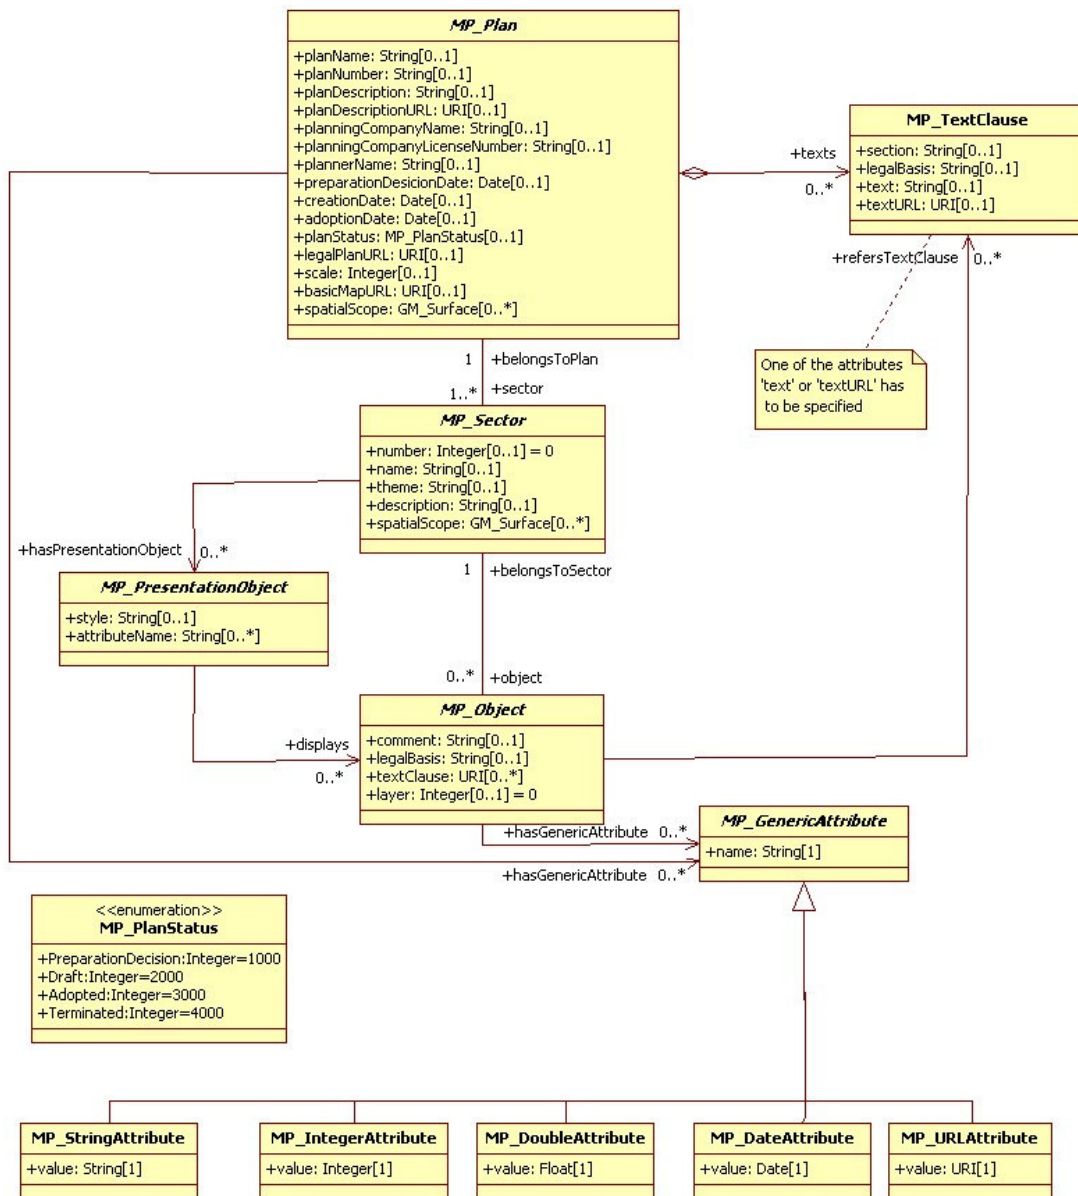 MP_Plan
+planName: String[0..1]
+planNumber: String[0..1]
+planDescription: String[0..1]
+planDescriptionURL: URI[0..1]
+planningCompanyName: String[0..1]
+planningCompanyLicenseNumber: String[0..1]
+plannerName: String[0..1]
+preparationDesicionDate: Date[0..1]
+creationDate: Date[0..1]
+adoptionDate: Date[0..1]
+planStatus: MP_PlanStatus[0..1]
+legalPlanURL: URI[0..1]
+scale: Integer[0..1]
+basicMapURL: URI[0..1]
+spatialScope: GM_Surface[0..*]
+texts
0..*
MP_TextClause
+section: String[0..1]
+legalBasis: String[0..1]
+text: String[0..1]
+textURL: URI[0..1]
+refersTextClause
0..*
One of the attributes
'text' or 'textURL' has
to be specified
1
+belongsToPlan
1..*
+sector
MP_Sector
+number: Integer[0..1] = 0
+name: String[0..1]
+theme: String[0..1]
+description: String[0..1]
+spatialScope: GM_Surface[0..*]
+hasPresentationObject
0..*
MP_PresentationObject
+style: String[0..1]
+attributeName: String[0..*]
1
+belongsToSector
0..*
+object
+displays
0..*
MP_Object
+comment: String[0..1]
+legalBasis: String[0..1]
+textClause: URI[0..*]
+layer: Integer[0..1] = 0
+hasGenericAttribute 0..*
+hasGenericAttribute 0..*
MP_GenericAttribute
+name: String[1]
<<enumeration>>
MP_PlanStatus
+PreparationDecision:Integer=1000
+Draft:Integer=2000
+Adopted:Integer=3000
+Terminated:Integer=4000
MP_StringAttribute
+value: String[1]
MP_IntegerAttribute
+value: Integer[1]
MP_DoubleAttribute
+value: Float[1]
MP_DateAttribute
+value: Date[1]
MP_URLAttribute
+value: URI[1]